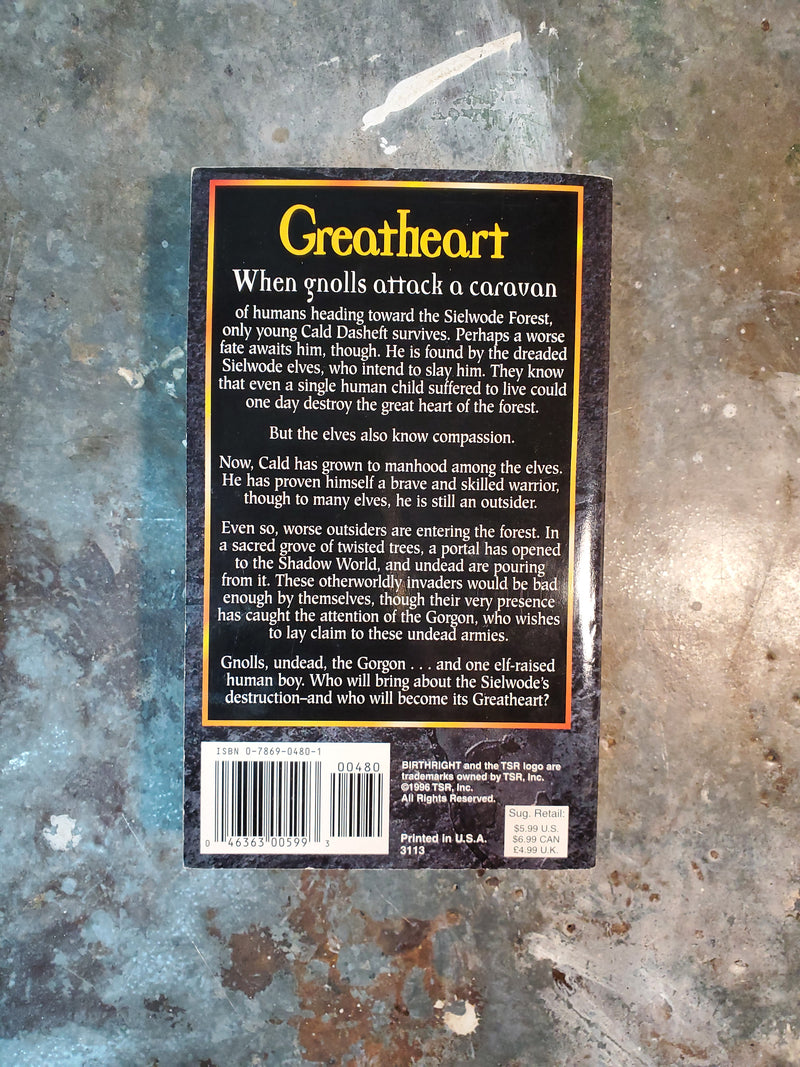 Greatheart
When gnolls attack a caravan
of humans heading toward the Sielwode Forest,
only young Cald Dasheft survives. Perhaps a worse
fate awaits him, though. He is found by the dreaded
Sielwode elves, who intend to slay him. They know
that even a single human child suffered to live could
one day destroy the great heart of the forest.
But the elves also know compassion.
Now, Cald has grown to manhood among the elves.
He has proven himself a brave and skilled warrior,
though to many elves, he is still an outsider.
Even so, worse outsiders are entering the forest. In
a sacred grove of twisted trees, a portal has opened
to the Shadow World, and undead are pouring
from it. These otherworldly invaders would be bad
enough by themselves, though their very presence
has caught the attention of the Gorgon, who wishes
to lay claim to these undead armies.
Gnolls, undead, the Gorgon . . . and one elf-raised
human boy. Who will bring about the Sielwode's
destruction–and who will become its Greatheart?
ISBN 0-7869-0480-1
00480
0 46363 00599 3
BIRTHRIGHT and the TSR logo are
trademarks owned by TSR, Inc.
©1996 TSR, Inc.
All Rights Reserved.
Printed in U.S.A.
3113
Sug. Retail:
$5.99 U.S.
$6.99 CAN
£4.99 U.K.